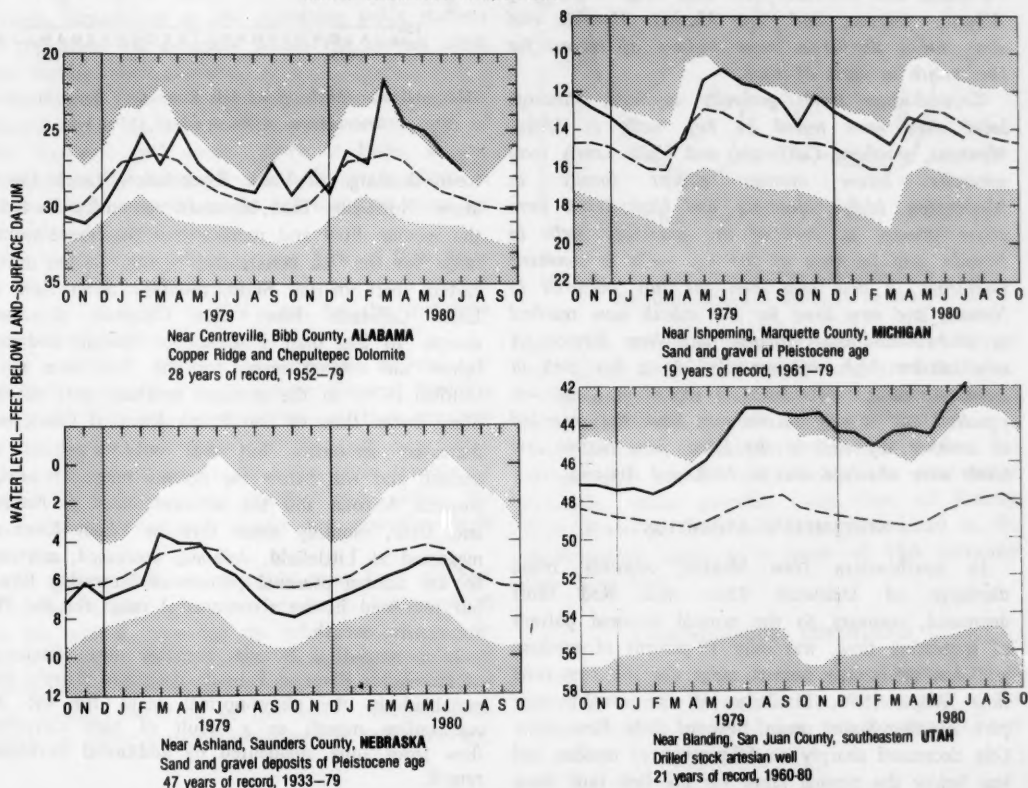 WATER LEVEL—FEET BELOW LAND-SURFACE DATUM
20
25
30
35
O N D J F M A M J J A S O N D J F M A M J J A S O
1979 1980
Near Centreville, Bibb County, ALABAMA
Copper Ridge and Chepultepec Dolomite
28 years of record, 1952—79
8
10
12
14
16
18
20
22
O N D J F M A M J J A S O N D J F M A M J J A S O
1979 1980
Near Ishpeming, Marquette County, MICHIGAN
Sand and gravel of Pleistocene age
19 years of record, 1961—79
0
2
4
6
8
10
12
O N D J F M A M J J A S O N D J F M A M J J A S O
1979 1980
Near Ashland, Saunders County, NEBRASKA
Sand and gravel deposits of Pleistocene age
47 years of record, 1933—79
42
44
46
48
50
52
54
56
58
O N D J F M A M J J A S O N D J F M A M J J A S O
1979 1980
Near Blanding, San Juan County, southeastern UTAH
Drilled stock artesian well
21 years of record, 1960-80